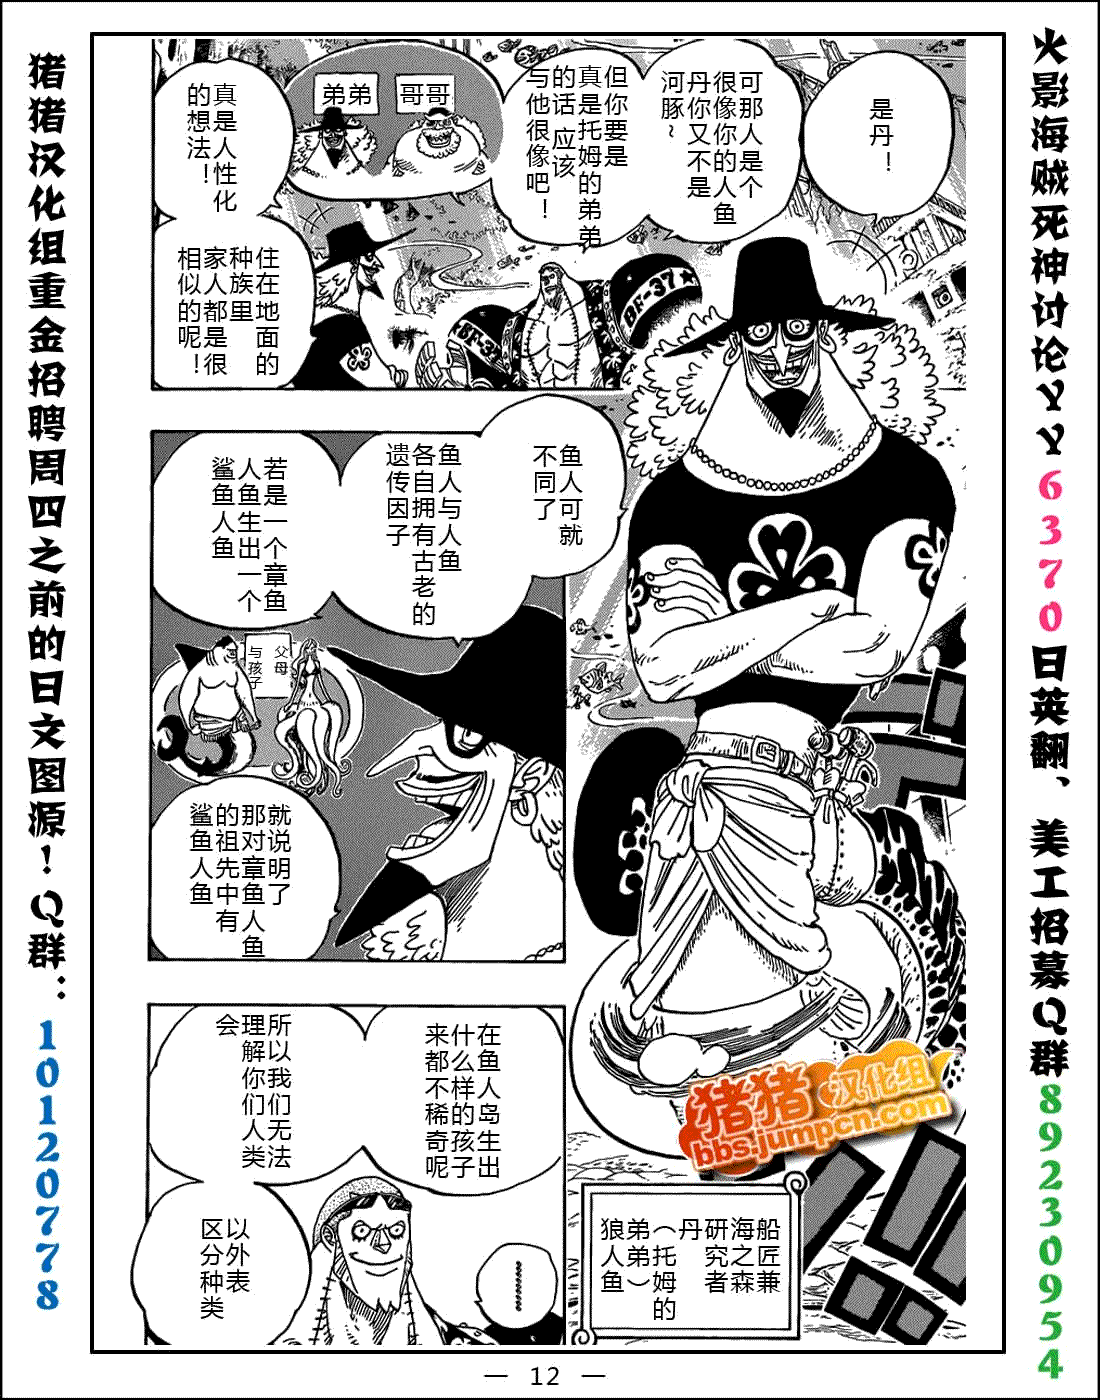 猪猪汉化组重金招聘周四之前的日文图源！Q群：101207778
火影海贼死神讨论YY6370日英翻、美工招募Q群892309954
是丹！
可那人是个
很像你的人鱼
丹你又不是
河豚~
但你要是
真是托姆的弟弟
的话 应该
与他很像吧！
哥哥
弟弟
真是人性化
的想法！
住在地面的
种族里
家人都是很
相似的呢！
BF-37
BF-37
鱼人可就
不同了
鱼人与人鱼
各自拥有古老的
遗传因子
若是一个章鱼
人鱼生出一个
鲨鱼人鱼
父母
与孩子
就说明了
那对章鱼人鱼
的祖先中有
鲨鱼人鱼
船匠兼
海之森
研究者
丹
（托姆的
弟弟）
狼人鱼
猪猪汉化组
bbs.jumpcn.com
在鱼人岛生出
什么样的孩子
来都不稀奇呢
所以我们无法
理解你们人类
会
以外表
区分种类
………
— 12 —